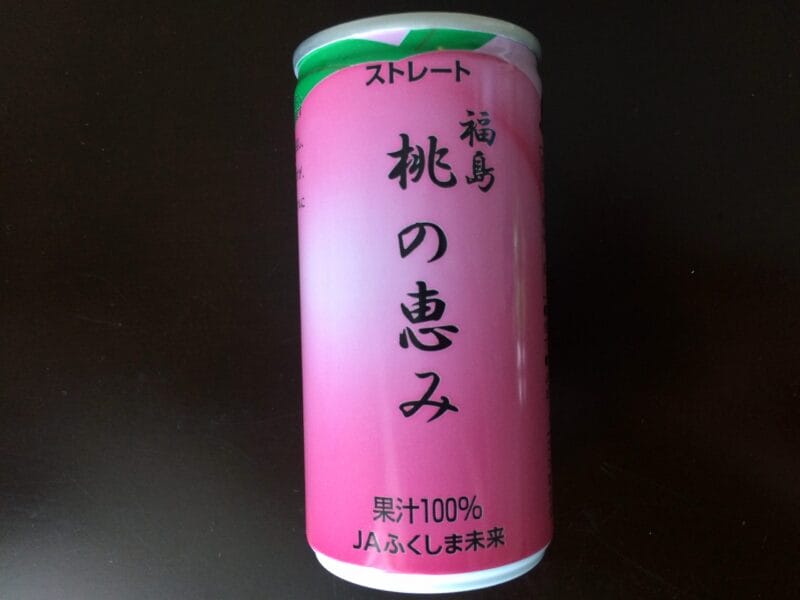 ストレート
福島
桃の恵み
果汁100%
JAふくしま未来